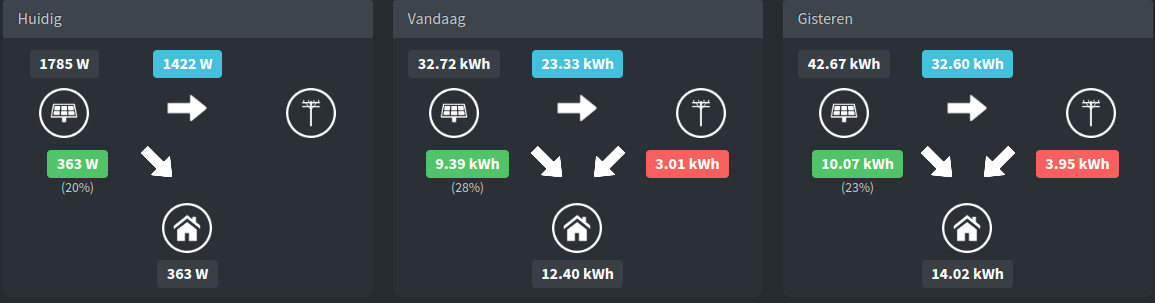 Huidig
1785 W
1422 W
363 W
(20%)
363 W
Vandaag
32.72 kWh
23.33 kWh
9.39 kWh
3.01 kWh
(28%)
12.40 kWh
Gisteren
42.67 kWh
32.60 kWh
10.07 kWh
3.95 kWh
(23%)
14.02 kWh